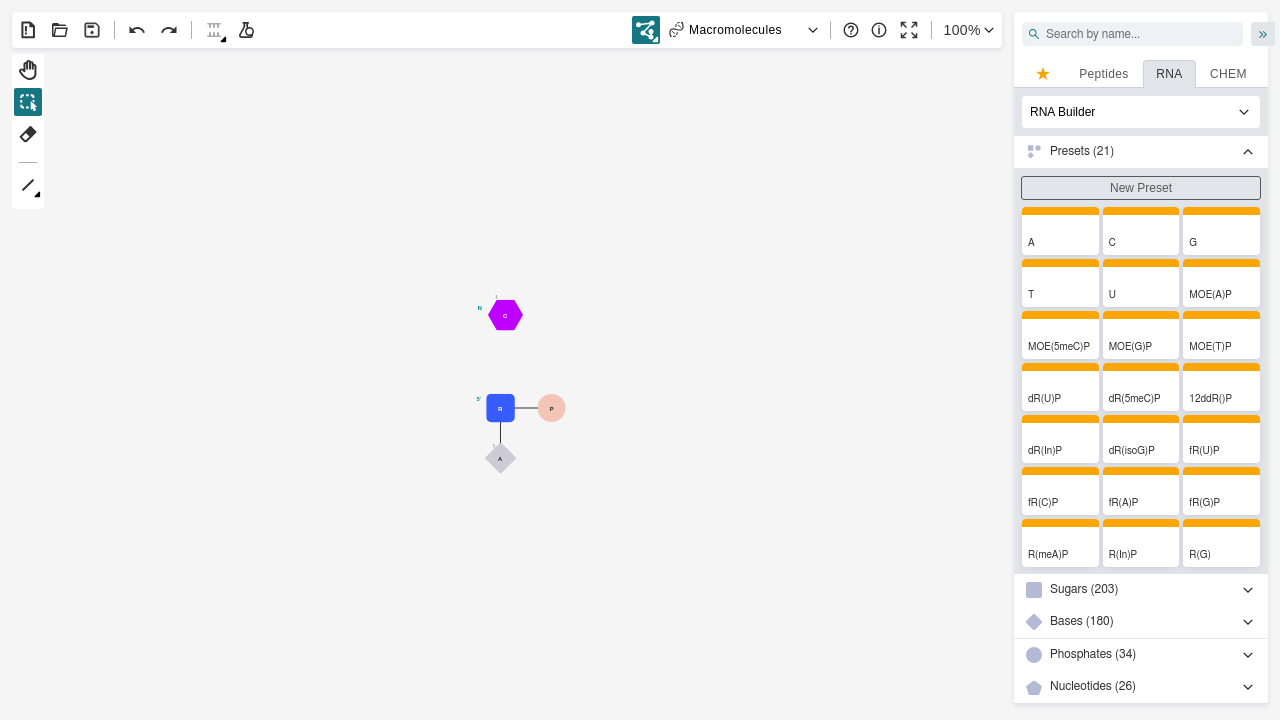 Macromolecules
100%
Search by name...
Peptides
RNA
CHEM
RNA Builder
Presets (21)
New Preset
A
C
G
T
U
MOE(A)P
MOE(5meC)P
MOE(G)P
MOE(T)P
dR(U)P
dR(5meC)P
12ddR()P
dR(In)P
dR(isoG)P
fR(U)P
fR(C)P
fR(A)P
fR(G)P
R(meA)P
R(In)P
R(G)
Sugars (203)
Bases (180)
Phosphates (34)
Nucleotides (26)
1
N
C
5'
R
P
1
A